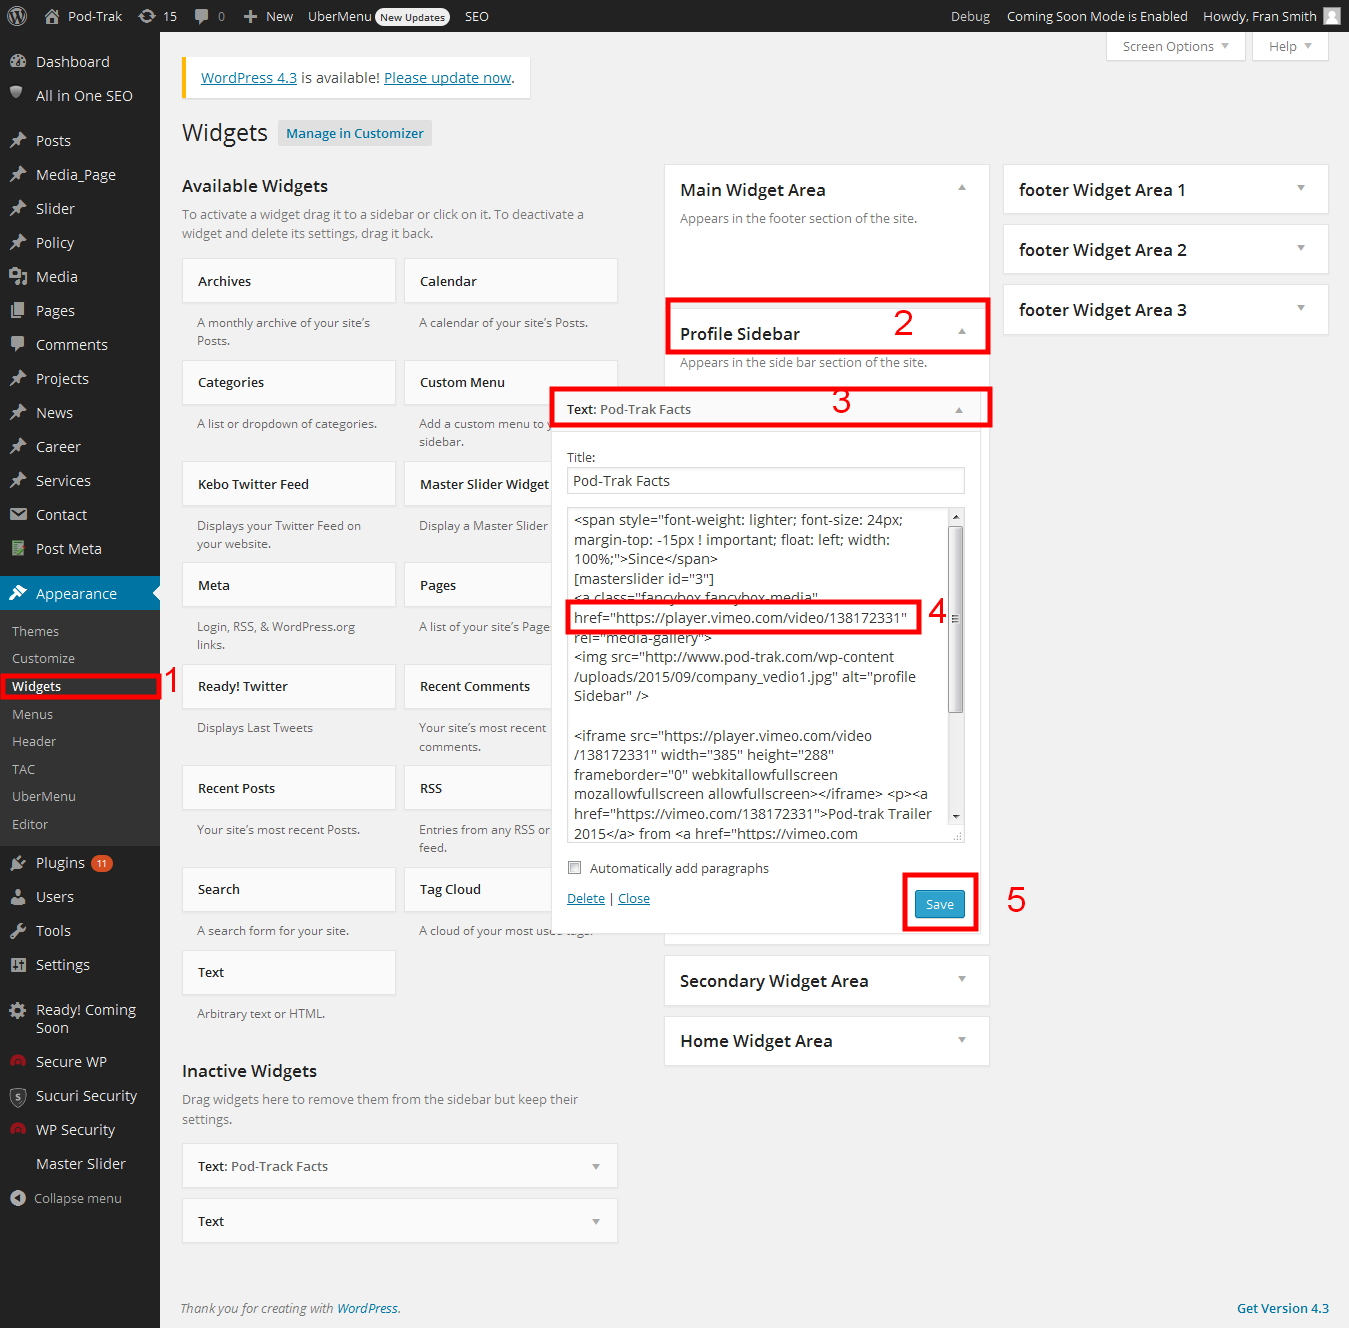 Pod-Trak 15 0 New UberMenu New Updates SEO Debug Coming Soon Mode is Enabled Howdy, Fran Smith
Screen Options Help
Dashboard
All in One SEO
Posts
Media_Page
Slider
Policy
Media
Pages
Comments
Projects
News
Career
Services
Contact
Post Meta
Appearance
Themes
Customize
Widgets 1
Menus
Header
TAC
UberMenu
Editor
Plugins 11
Users
Tools
Settings
Ready! Coming
Soon
Secure WP
Sucuri Security
WP Security
Master Slider
Collapse menu
WordPress 4.3 is available! Please update now.
Widgets Manage in Customizer
Available Widgets
To activate a widget drag it to a sidebar or click on it. To deactivate a
widget and delete its settings, drag it back.
Archives Calendar
A monthly archive of your site's
Posts.
A calendar of your site's Posts.
Categories Custom Menu
A list or dropdown of categories.
Add a custom menu to
sidebar.
Kebo Twitter Feed Master Slider Widget
Displays your Twitter Feed on
your website.
Display a Master Slider
Meta Pages
Login, RSS, & WordPress.org
links.
A list of your site's Pages
Ready! Twitter Recent Comments
Displays Last Tweets
Your site's most recent
comments.
Recent Posts RSS
Your site's most recent Posts.
Entries from any RSS or
feed.
Search Tag Cloud
A search form for your site.
A cloud of your most used tags.
Text
Arbitrary text or HTML.
Inactive Widgets
Drag widgets here to remove them from the sidebar but keep their
settings.
Text: Pod-Track Facts
Text
Main Widget Area
Appears in the footer section of the site.
Profile Sidebar 2
Appears in the side bar section of the site.
Text: Pod-Trak Facts 3
Title:
Pod-Trak Facts
<span style="font-weight: lighter; font-size: 24px;
margin-top: -15px ! important; float: left; width:
100%;">Since</span>
[masterslider id="3"]
<a class="fancybox fancybox-media"
href="https://player.vimeo.com/video/138172331" 4
rel="media-gallery">
<img src="http://www.pod-trak.com/wp-content
/uploads/2015/09/company_vedio1.jpg" alt="profile
Sidebar" />
<iframe src="https://player.vimeo.com/video
/138172331" width="385" height="288"
frameborder="0" webkitallowfullscreen
mozallowfullscreen allowfullscreen></iframe> <p><a
href="https://vimeo.com/138172331">Pod-trak Trailer
2015</a> from <a href="https://vimeo.com
Automatically add paragraphs
Delete | Close Save 5
Secondary Widget Area
Home Widget Area
footer Widget Area 1
footer Widget Area 2
footer Widget Area 3
Thank you for creating with WordPress. Get Version 4.3